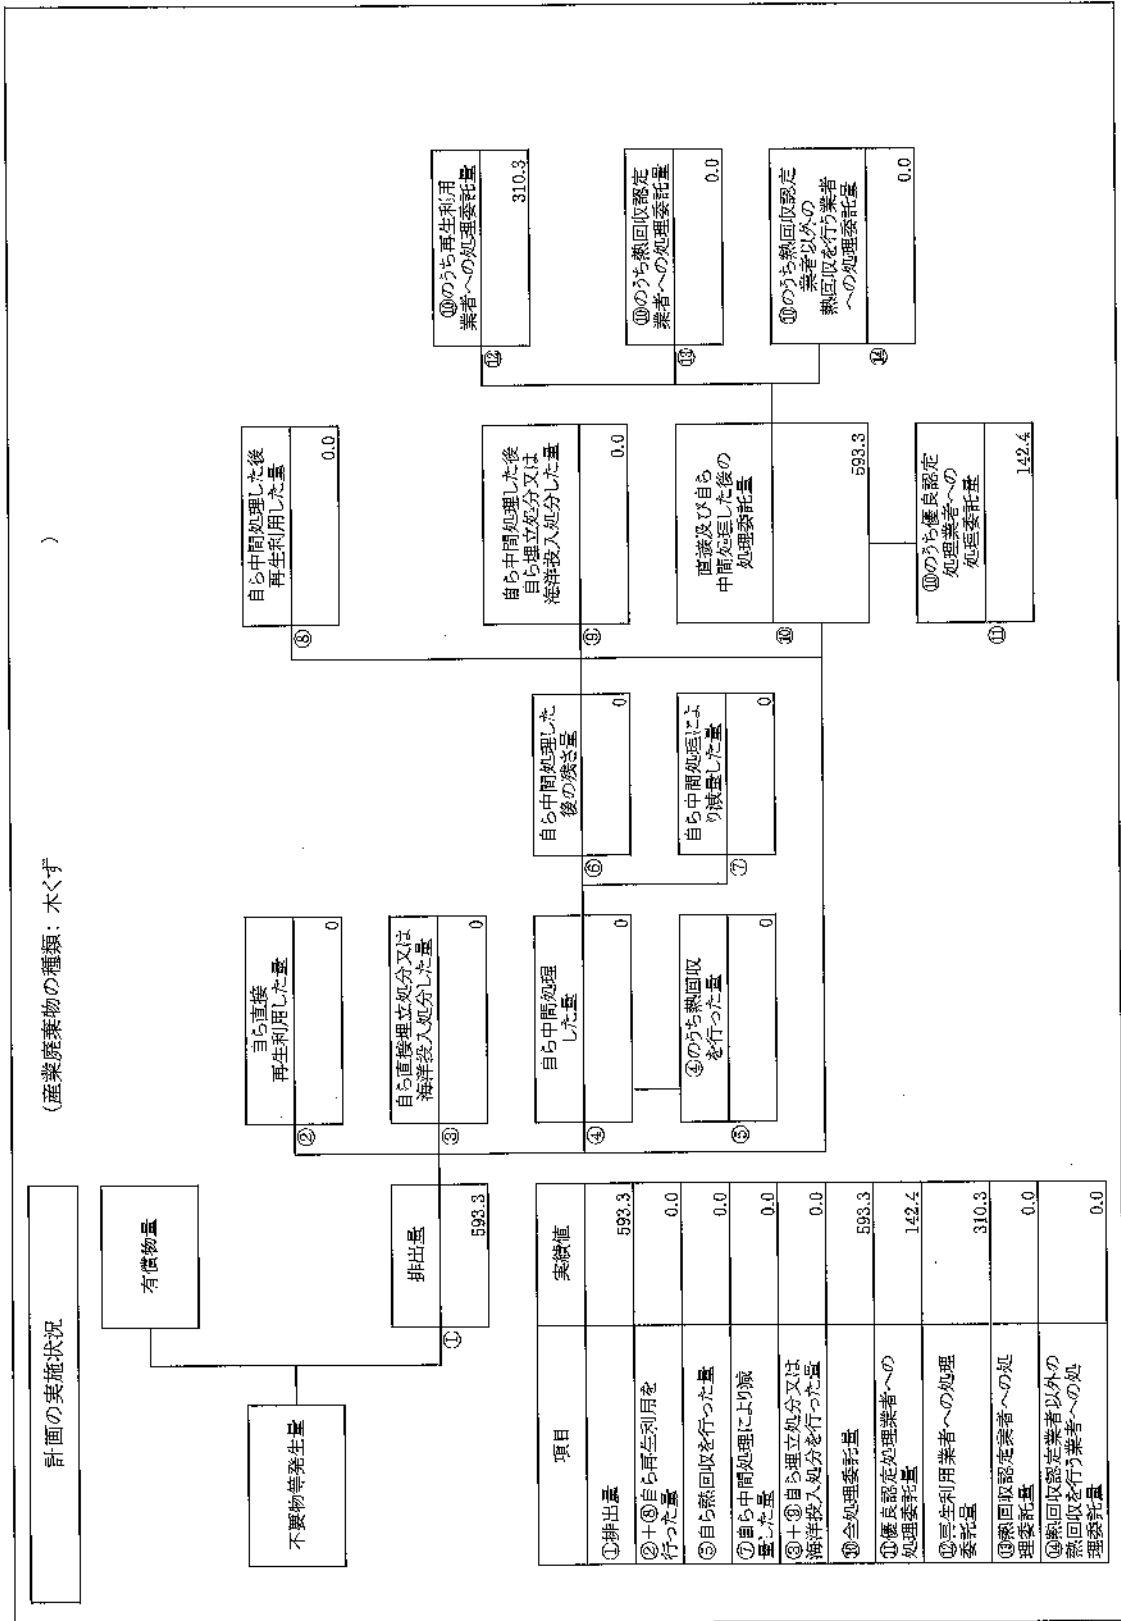 計画の実施状況
(産業廃棄物の種類: 木くず
)
不要物等発生量
有償物量
排出量
①
593.3
自ら直接
再生利用した量
②
0
自ら直接埋立処分又は
海洋投入処分した量
③
0
自ら中間処理
した量
④
0
④のうち熱回収
を行った量
⑤
0
自ら中間処理した
後の残さ量
⑥
0
自ら中間処理によ
り減量した量
⑦
0
自ら中間処理した後
再生利用した量
⑧
0.0
自ら中間処理した後
自ら埋立処分又は
海洋投入処分した量
⑨
0.0
直接及び自ら
中間処理した後の
処理委託量
⑩
593.3
⑩のうち優良認定
処理業者への
処理委託量
⑪
142.4
⑩のうち再生利用
業者への処理委託量
⑫
310.3
⑩のうち熱回収認定
業者への処理委託量
⑬
0.0
⑩のうち熱回収認定
業者以外の
熱回収を行う業者
への処理委託量
⑭
0.0
項目 実績値
①排出量 593.3
②+⑧自ら再生利用を
行った量 0.0
⑤自ら熱回収を行った量 0.0
⑦自ら中間処理により減
量した量 0.0
③+⑨自ら埋立処分又は
海洋投入処分を行った量 0.0
⑩全処理委託量 593.3
⑪優良認定処理業者への
処理委託量 142.4
⑫再生利用業者への処理
委託量 310.3
⑬熱回収認定業者への処
理委託量 0.0
⑭熱回収認定業者以外の
熱回収を行う業者への処
理委託量 0.0